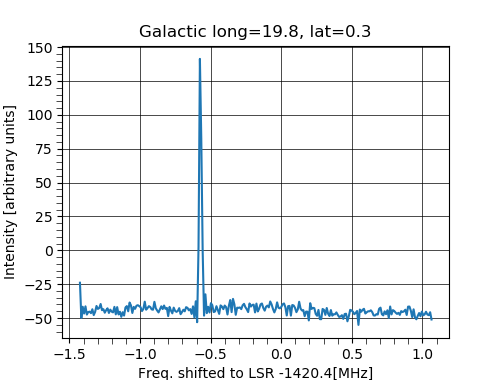 Galactic long=19.8, lat=0.3
Intensity [arbitrary units]
150
125
100
75
50
25
0
−25
−50
−1.5 −1.0 −0.5 0.0 0.5 1.0
Freq. shifted to LSR -1420.4[MHz]